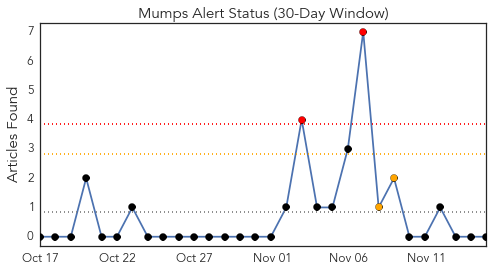 Mumps Alert Status (30-Day Window)
Articles Found
7
6
5
4
3
2
1
0
Oct 17 Oct 22 Oct 27 Nov 01 Nov 06 Nov 11